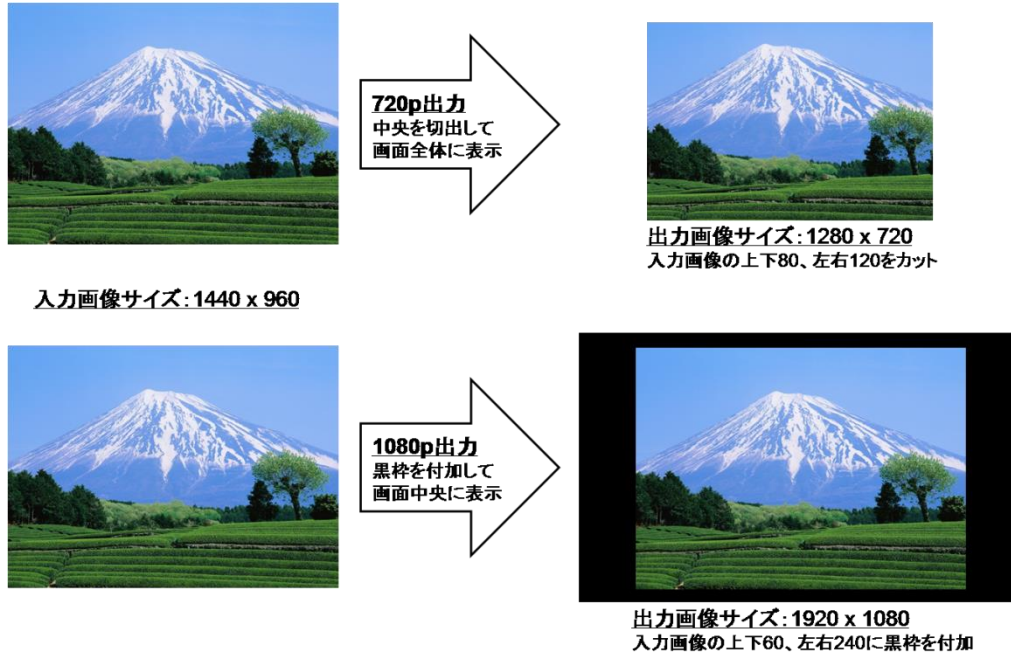 720p出力
中央を切出して
画面全体に表示
出力画像サイズ:1280 x 720
入力画像の上下80、左右120をカット
入力画像サイズ:1440 x 960
1080p出力
黒枠を付加して
画面中央に表示
出力画像サイズ:1920 x 1080
入力画像の上下60、左右240に黒枠を付加